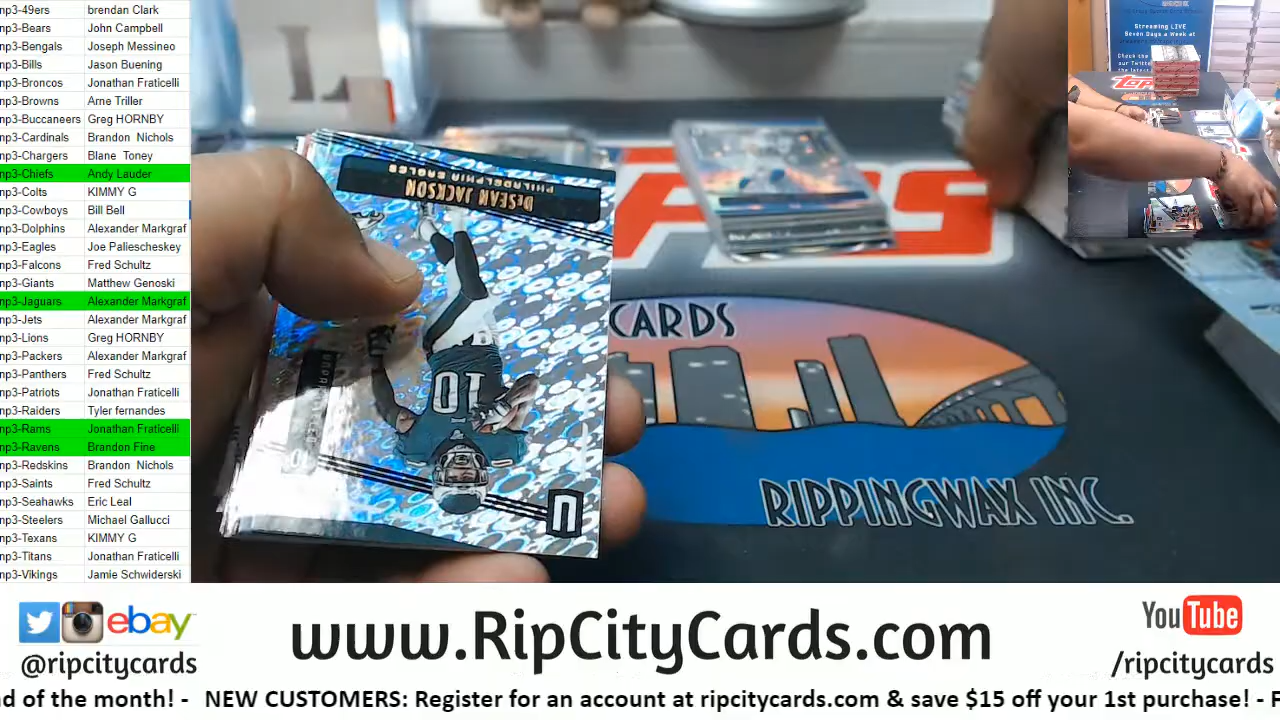 np3-49ers brendan Clark
np3-Bears John Campbell
np3-Bengals Joseph Messineo
np3-Bills Jason Buening
np3-Broncos Jonathan Fraticelli
np3-Browns Arne Triller
np3-Buccaneers Greg HORNBY
np3-Cardinals Brandon Nichols
np3-Chargers Blane Toney
np3-Chiefs Andy Lauder
np3-Colts KIMMY G
np3-Cowboys Bill Bell
np3-Dolphins Alexander Markgraf
np3-Eagles Joe Paliescheskey
np3-Falcons Fred Schultz
np3-Giants Matthew Genoski
np3-Jaguars Alexander Markgraf
np3-Jets Alexander Markgraf
np3-Lions Greg HORNBY
np3-Packers Alexander Markgraf
np3-Panthers Fred Schultz
np3-Patriots Jonathan Fraticelli
np3-Raiders Tyler fernandes
np3-Rams Jonathan Fraticelli
np3-Ravens Brandon Fine
np3-Redskins Brandon Nichols
np3-Saints Fred Schultz
np3-Seahawks Eric Leal
np3-Steelers Michael Gallucci
np3-Texans KIMMY G
np3-Titans Jonathan Fraticelli
np3-Vikings Jamie Schwiderski
PHILADELPHIA EAGLES
DeSEAN JACKSON
10
U
CARDS
RIPPINGWAX INC.
Streaming LIVE
Seven Days a Week at
TOPPS
ebay
@ripcitycards
www.RipCityCards.com
YouTube
/ripcitycards
nd of the month! - NEW CUSTOMERS: Register for an account at ripcitycards.com & save $15 off your 1st purchase! - F